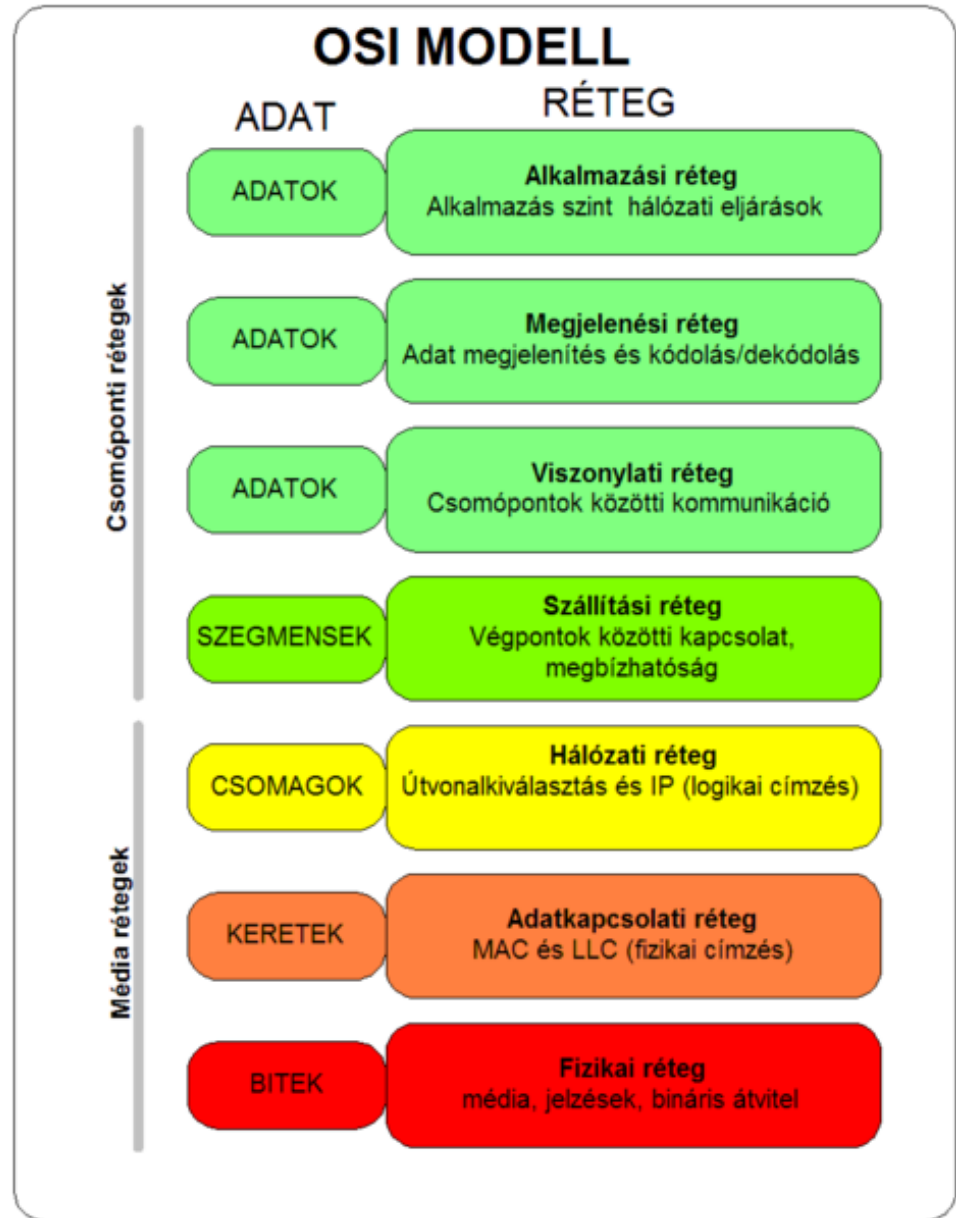 OSI MODELL
ADAT
RÉTEG
Csomóponti rétegek
ADATOK
Alkalmazási réteg
Alkalmazás szint hálózati eljárások
ADATOK
Megjelenési réteg
Adat megjelenítés és kódolás/dekódolás
ADATOK
Viszonylati réteg
Csomópontok közötti kommunikáció
SZEGMENSEK
Szállítási réteg
Végpontok közötti kapcsolat,
megbízhatóság
Média rétegek
CSOMAGOK
Hálózati réteg
Útvonalkiválasztás és IP (logikai címzés)
KERETEK
Adatkapcsolati réteg
MAC és LLC (fizikai címzés)
BITEK
Fizikai réteg
média, jelzések, bináris átvitel